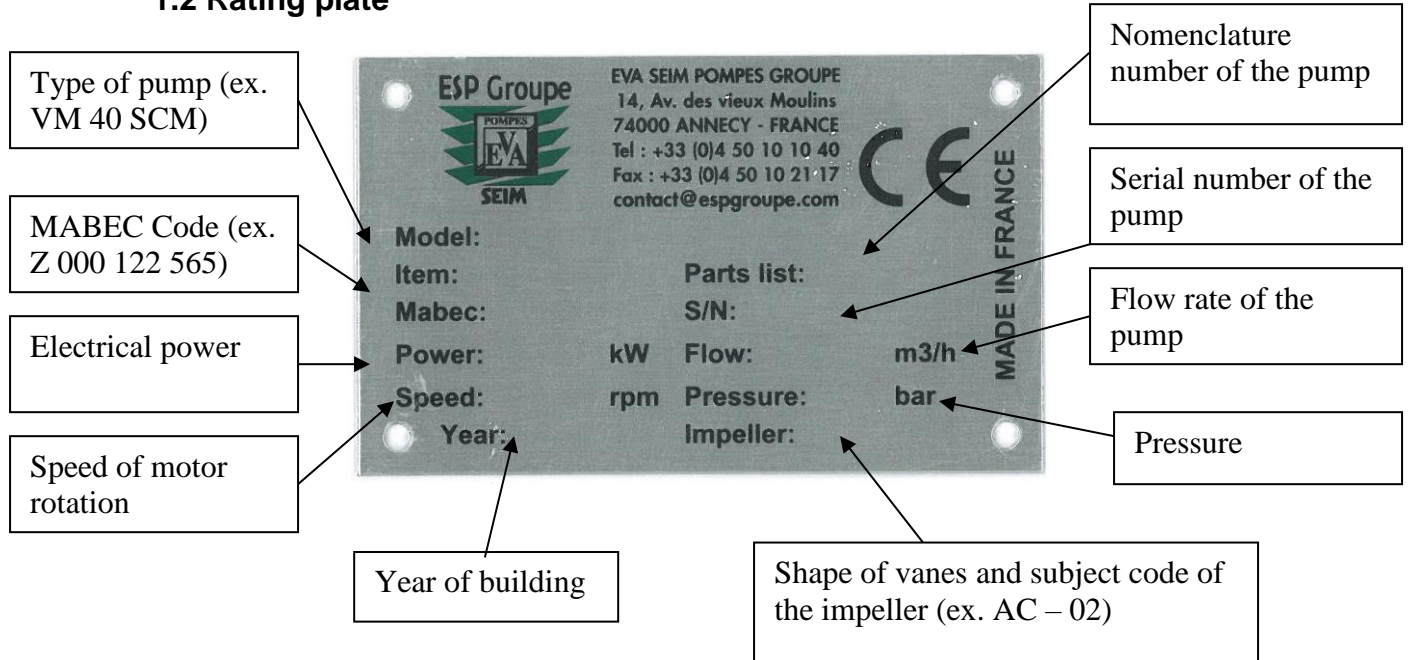 1.2 Rating plate
Type of pump (ex.
VM 40 SCM)
MABEC Code (ex.
Z 000 122 565)
Electrical power
Speed of motor
rotation
ESP Groupe
POMPES
EVA
SEIM
EVA SEIM POMPES GROUPE
14, Av. des vieux Moulins
74000 ANNECY - FRANCE
Tel : +33 (0)4 50 10 10 40
Fax : +33 (0)4 50 10 21 17
contact@espgroupe.com
CE
MADE IN FRANCE
Model:
Item: Parts list:
Mabec: S/N:
Power: kW Flow: m3/h
Speed: rpm Pressure: bar
Year: Impeller:
Nomenclature
number of the pump
Serial number of the
pump
Flow rate of the
pump
Pressure
Year of building
Shape of vanes and subject code of
the impeller (ex. AC – 02)